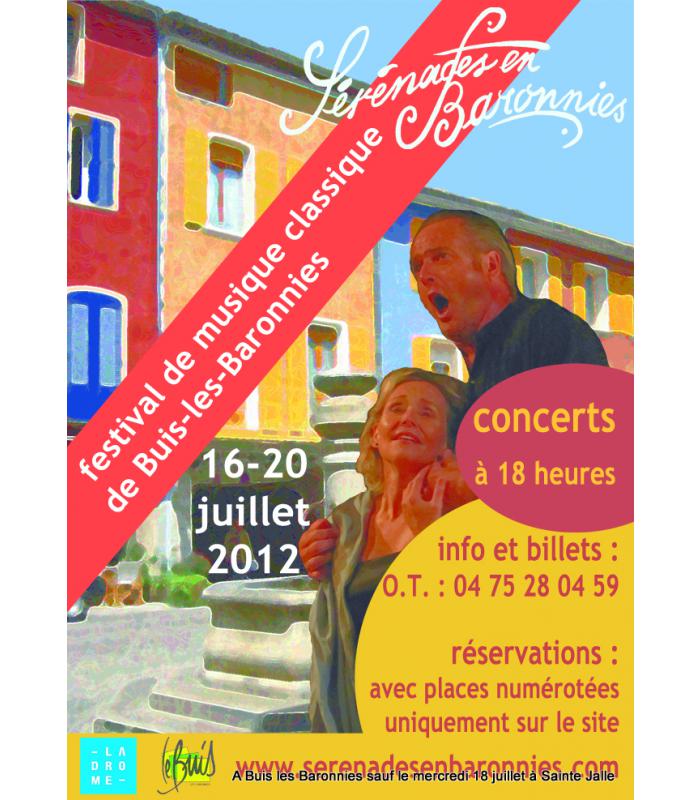 Sérénades en
Baronnies
festival de musique classique
de Buis-les-Baronnies
16-20
juillet
2012
concerts
à 18 heures
info et billets :
O.T. : 04 75 28 04 59
réservations :
avec places numérotées
uniquement sur le site
www.serenadesenbaronnies.com
A Buis les Baronnies sauf le mercredi 18 juillet à Sainte Jalle
-LA
DRO
ME-
le Buis